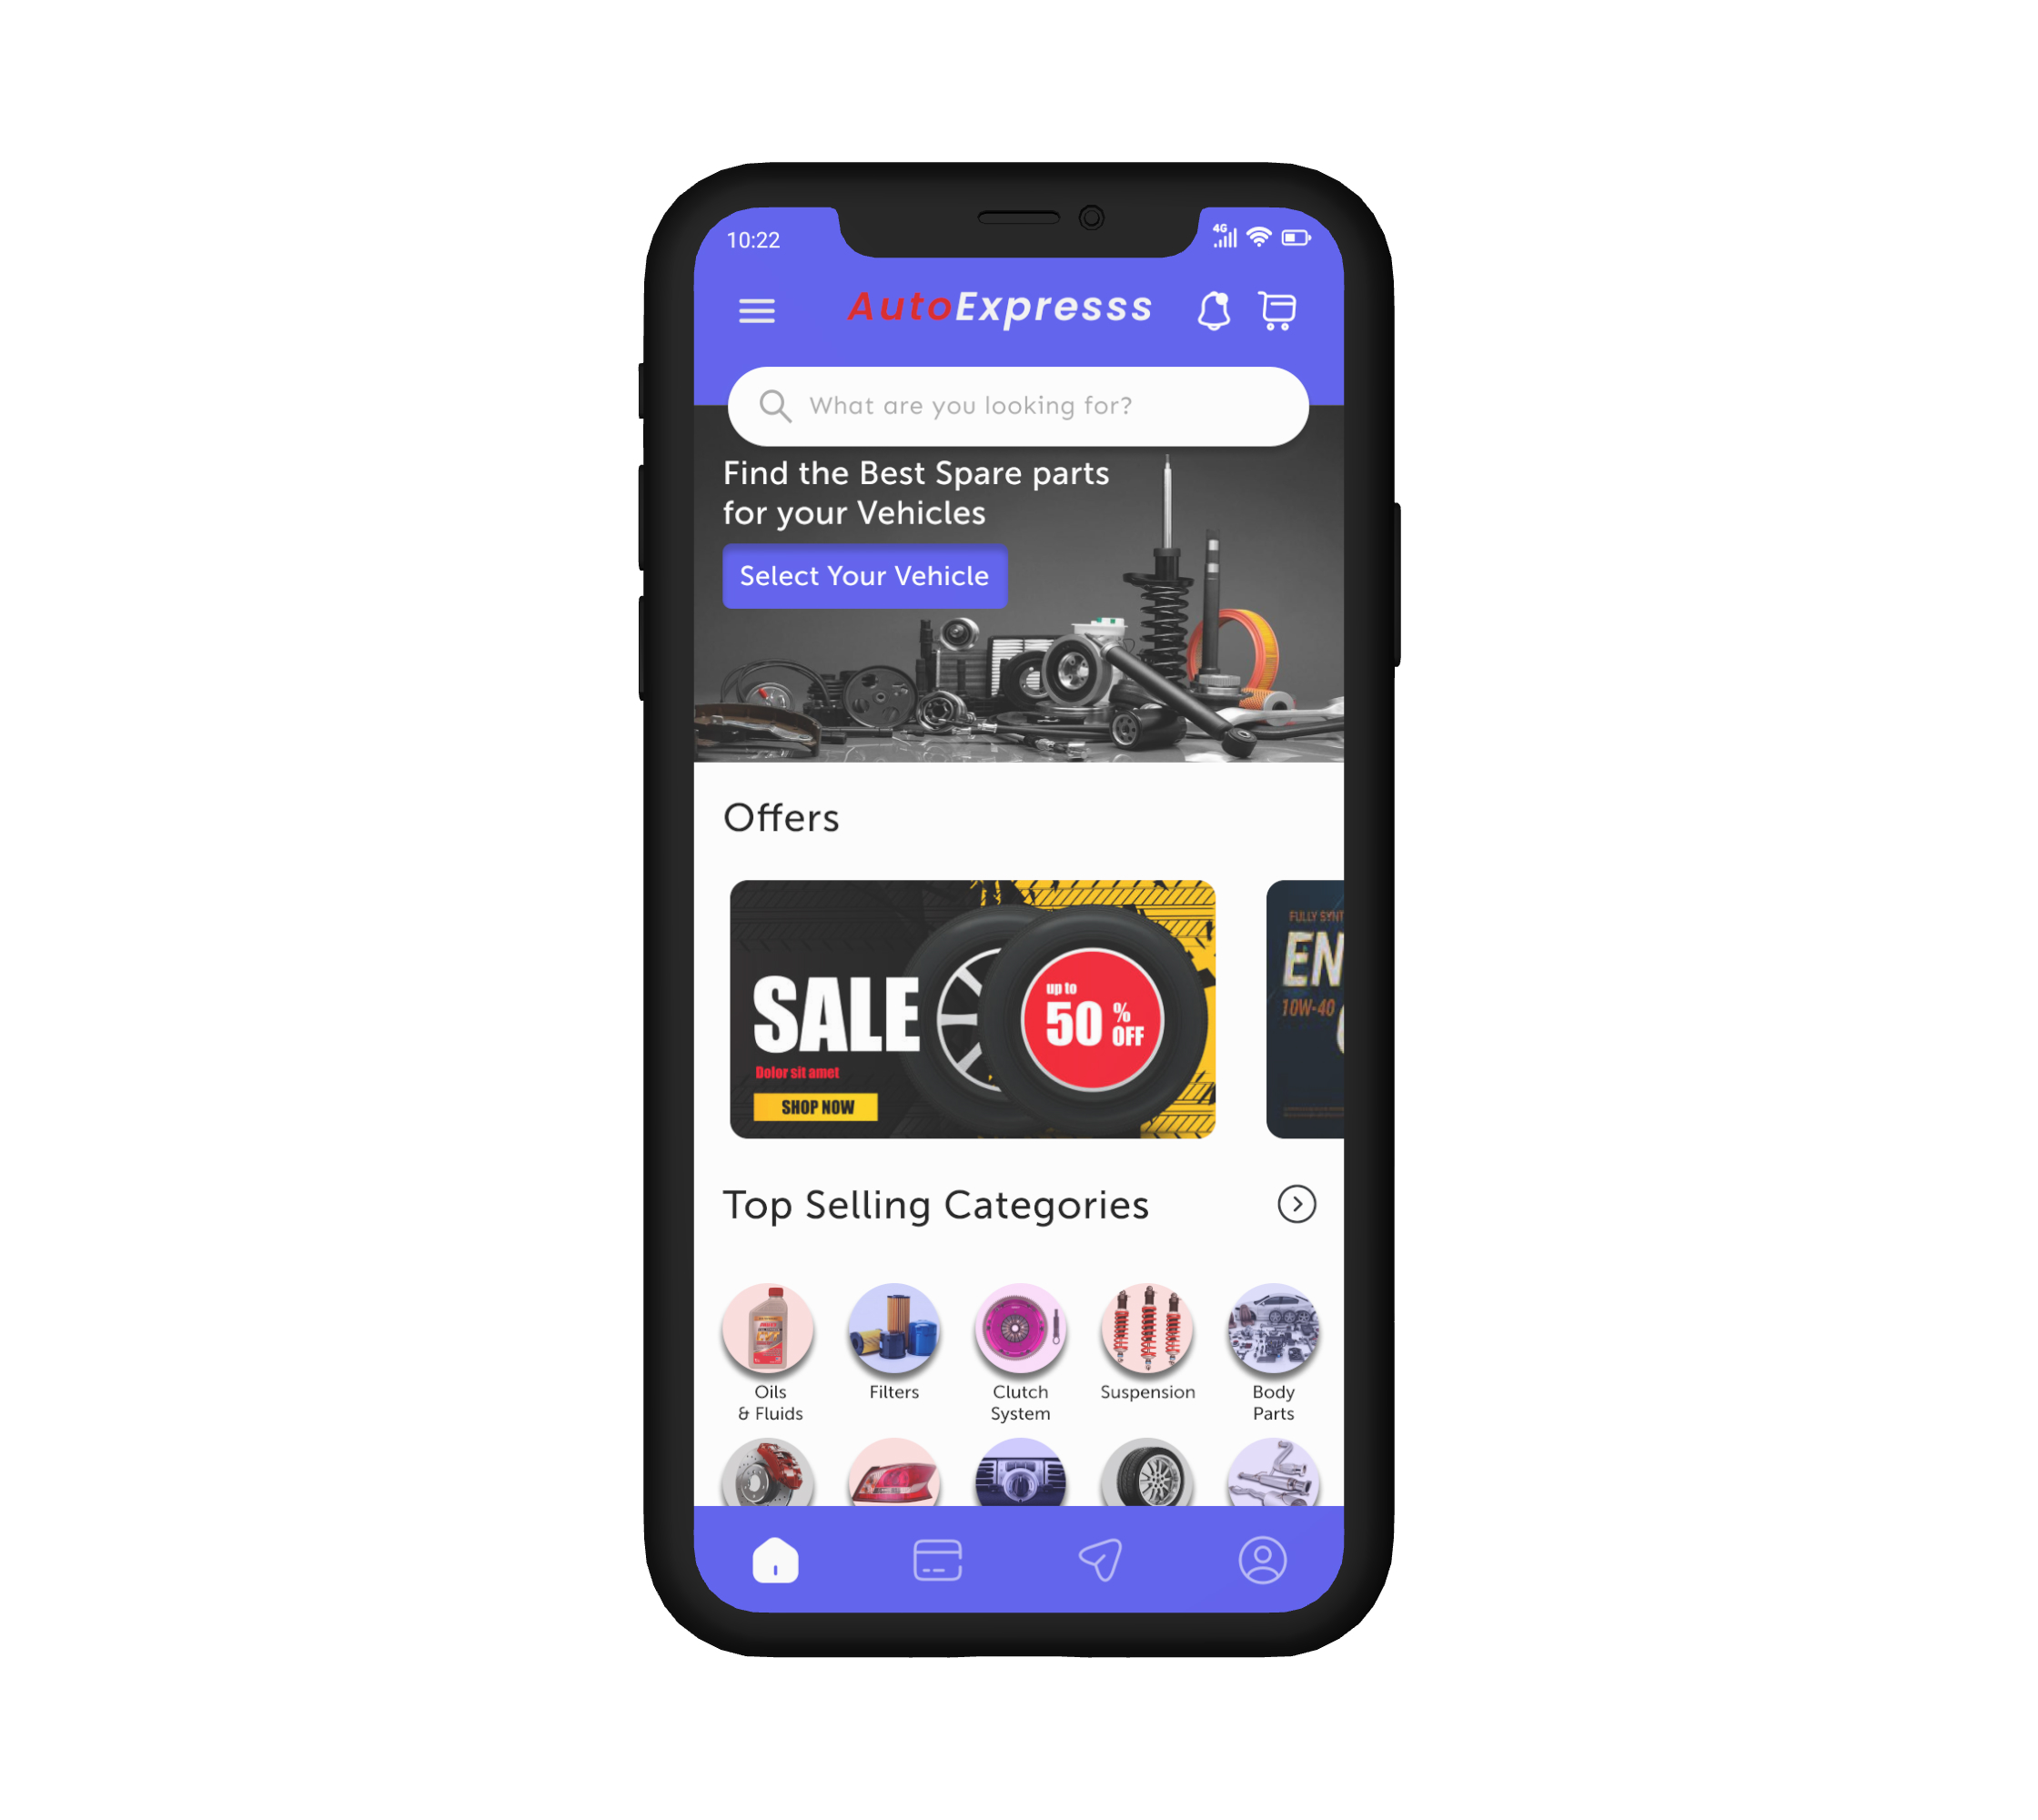 10:22
4G
AutoExpresss
What are you looking for?
Find the Best Spare parts
for your Vehicles
Select Your Vehicle
Offers
SALE
Dolor sit amet
SHOP NOW
up to
50 % OFF
FULLY SYNT
EN
10W-40
Top Selling Categories
Oils
& Fluids
Filters
Clutch
System
Suspension
Body
Parts